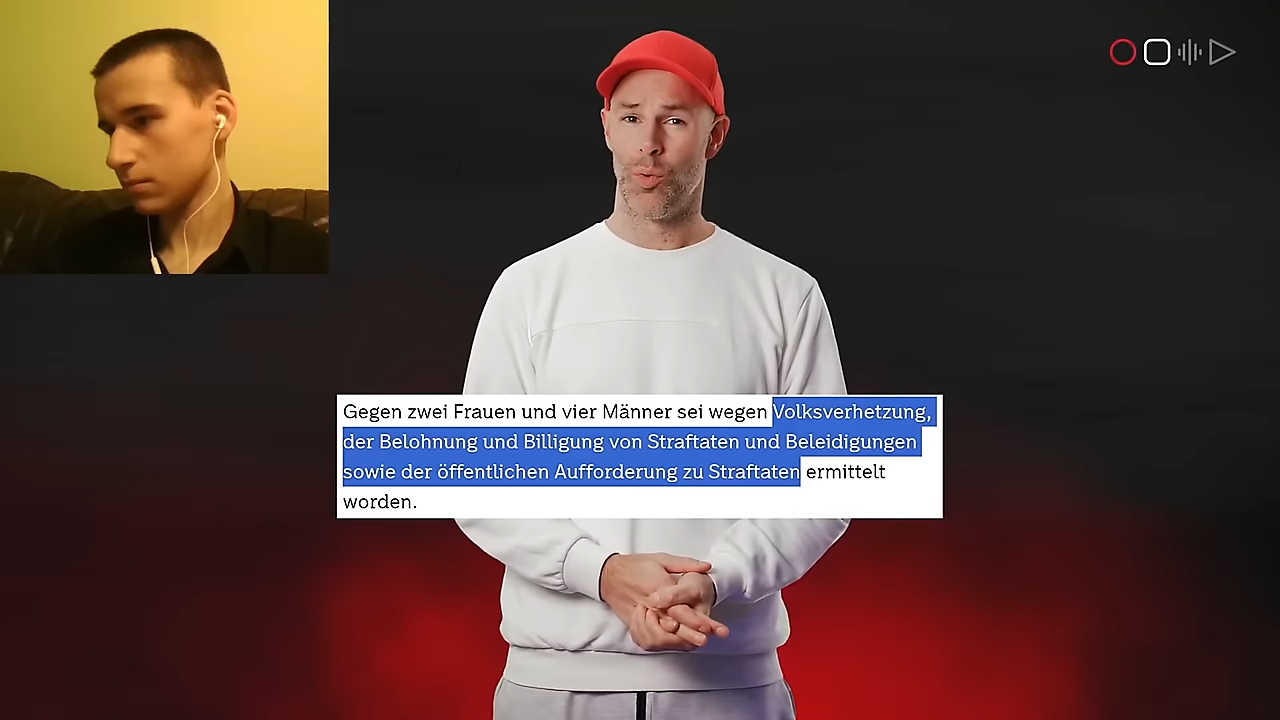 Gegen zwei Frauen und vier Männer sei wegen Volksverhetzung,
der Belohnung und Billigung von Straftaten und Beleidigungen
sowie der öffentlichen Aufforderung zu Straftaten ermittelt
worden.